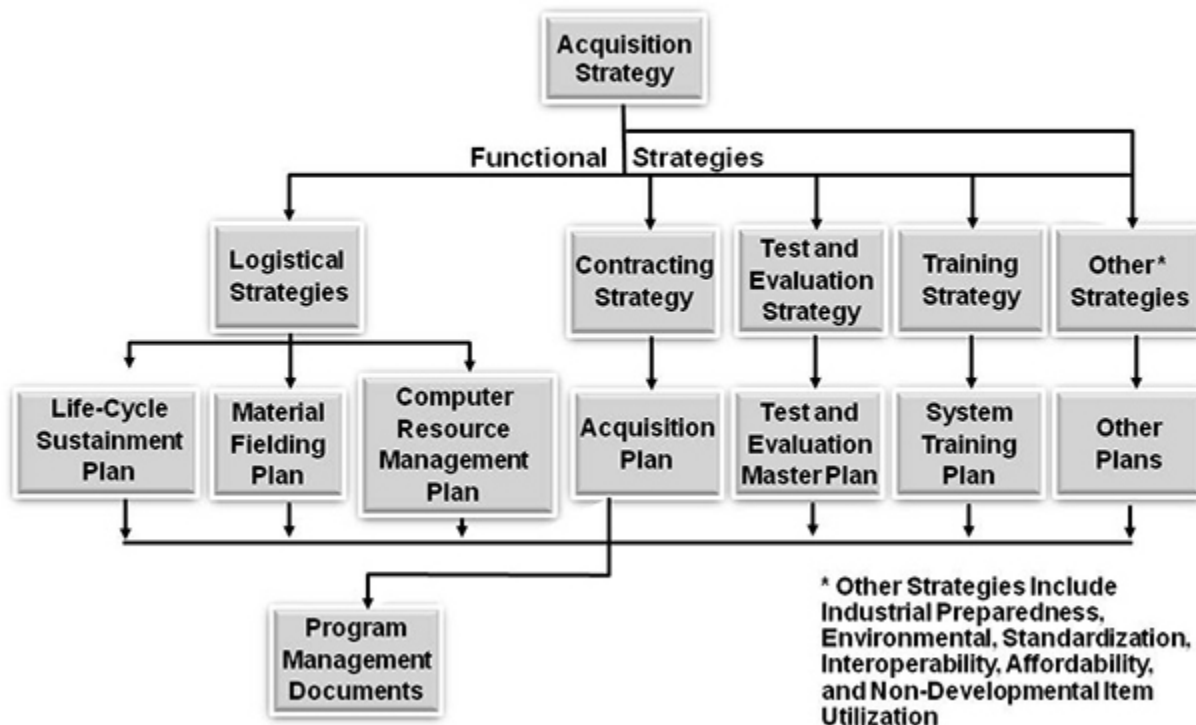 Acquisition
Strategy
Functional Strategies
Logistical
Strategies
Contracting
Strategy
Test and
Evaluation
Strategy
Training
Strategy
Other*
Strategies
Life-Cycle
Sustainment
Plan
Material
Fielding
Plan
Computer
Resource
Management
Plan
Acquisition
Plan
Test and
Evaluation
Master Plan
System
Training
Plan
Other
Plans
Program
Management
Documents
* Other Strategies Include
Industrial Preparedness,
Environmental, Standardization,
Interoperability, Affordability,
and Non-Developmental Item
Utilization